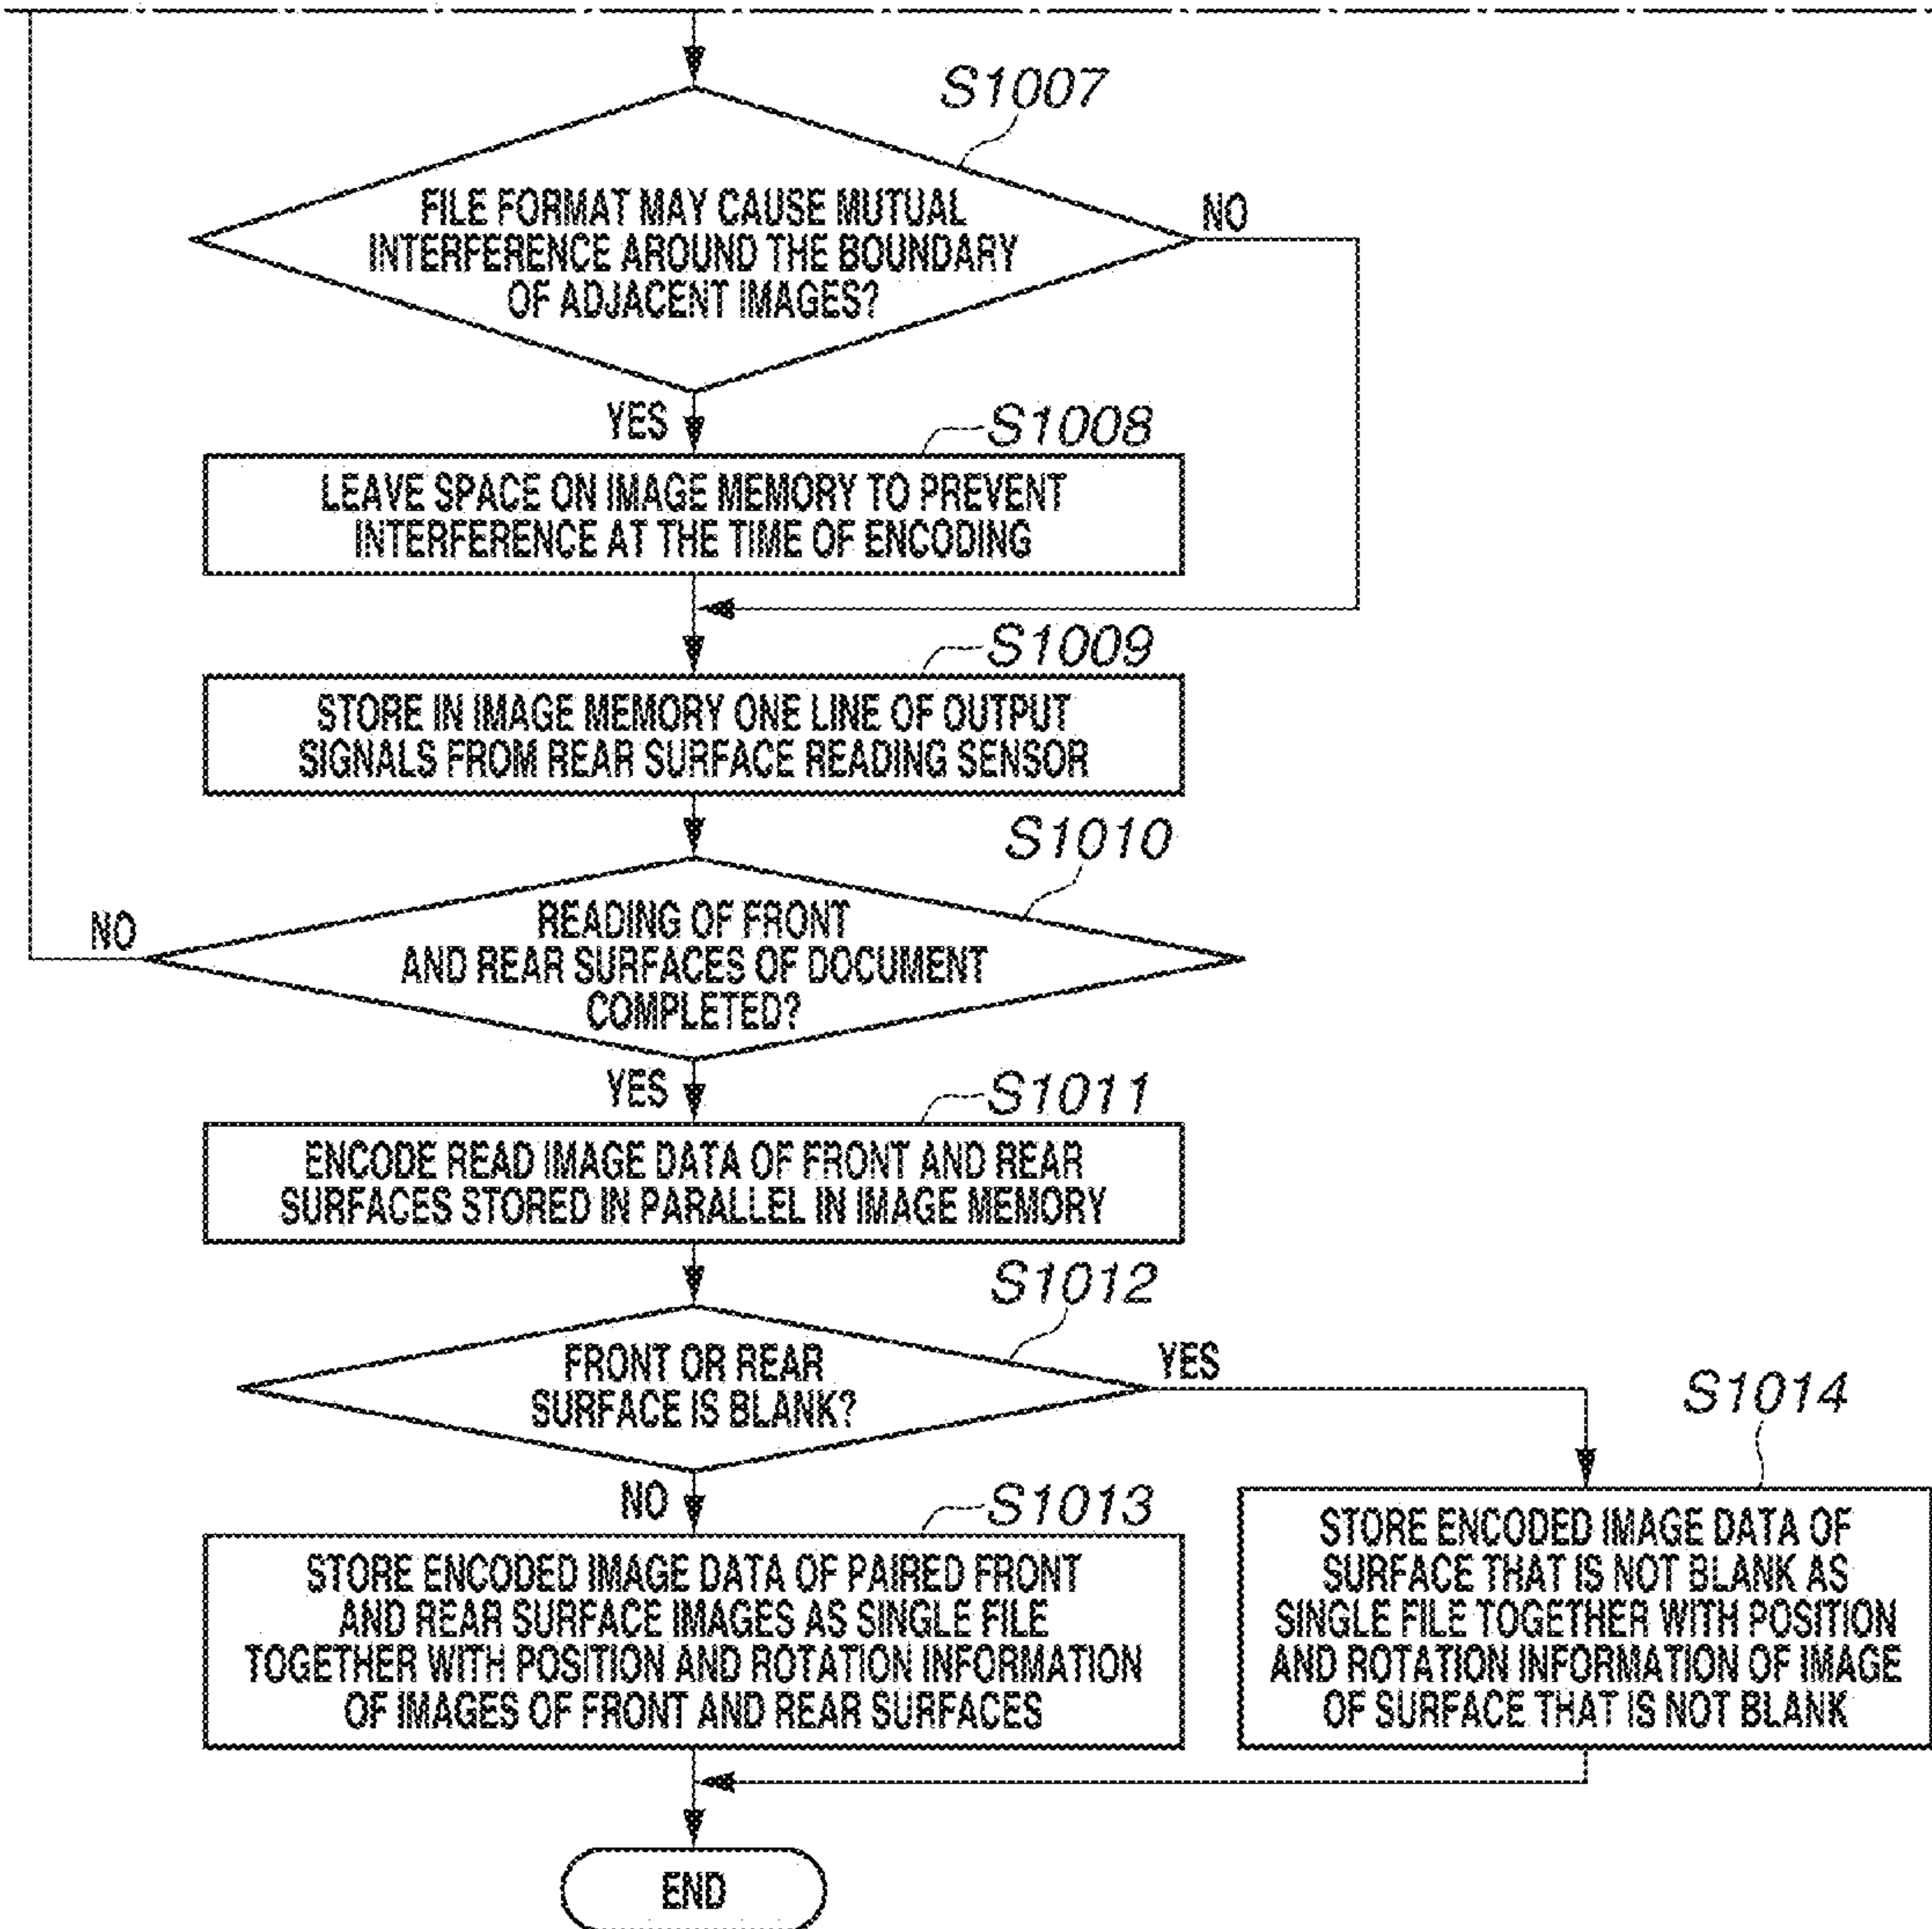 S1007
FILE FORMAT MAY CAUSE MUTUAL
INTERFERENCE AROUND THE BOUNDARY
OF ADJACENT IMAGES?
NO
YES
S1008
LEAVE SPACE ON IMAGE MEMORY TO PREVENT
INTERFERENCE AT THE TIME OF ENCODING
S1009
STORE IN IMAGE MEMORY ONE LINE OF OUTPUT
SIGNALS FROM REAR SURFACE READING SENSOR
S1010
READING OF FRONT
AND REAR SURFACES OF DOCUMENT
COMPLETED?
NO
YES
S1011
ENCODE READ IMAGE DATA OF FRONT AND REAR
SURFACES STORED IN PARALLEL IN IMAGE MEMORY
S1012
FRONT OR REAR
SURFACE IS BLANK?
YES
NO
S1013
STORE ENCODED IMAGE DATA OF PAIRED FRONT
AND REAR SURFACE IMAGES AS SINGLE FILE
TOGETHER WITH POSITION AND ROTATION INFORMATION
OF IMAGES OF FRONT AND REAR SURFACES
S1014
STORE ENCODED IMAGE DATA OF
SURFACE THAT IS NOT BLANK AS
SINGLE FILE TOGETHER WITH POSITION
AND ROTATION INFORMATION OF IMAGE
OF SURFACE THAT IS NOT BLANK
END